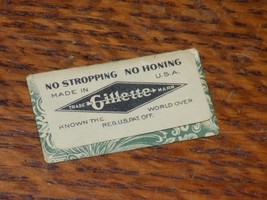 NO STROPPING NO HONING
MADE IN U.S.A.
TRADE Gillette MARK
KNOWN THE WORLD OVER
REG. U.S. PAT. OFF.